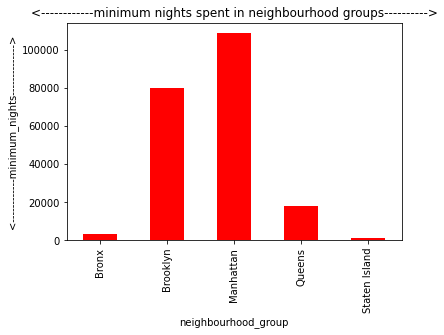 <-------------minimum nights spent in neighbourhood groups----------->
<------------minimum_nights------------->
100000
80000
60000
40000
20000
0
Bronx
Brooklyn
Manhattan
Queens
Staten Island
neighbourhood_group